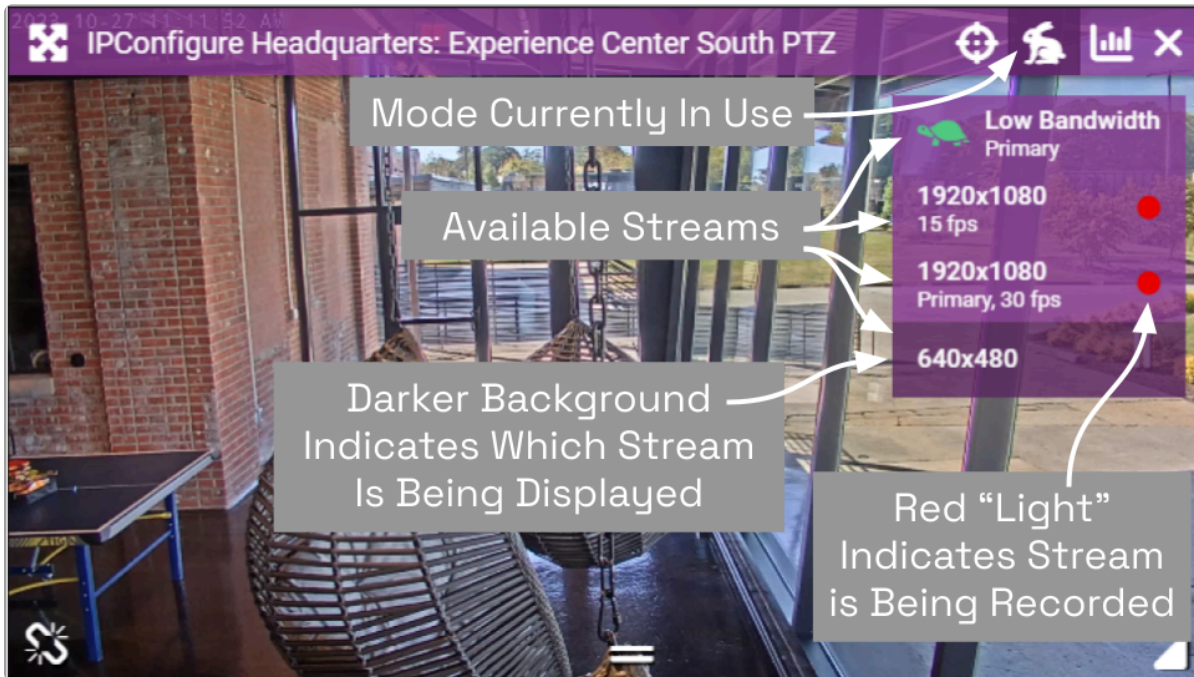 2023-10-27 11:11:52 AM
IPConfigure Headquarters: Experience Center South PTZ
Mode Currently In Use
Low Bandwidth
Primary
Available Streams
1920x1080
15 fps
1920x1080
Primary, 30 fps
640x480
Darker Background
Indicates Which Stream
Is Being Displayed
Red “Light”
Indicates Stream
is Being Recorded